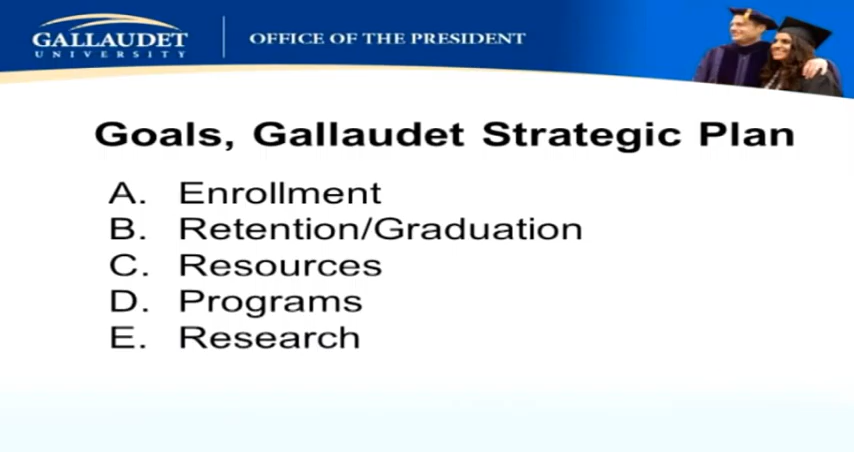 GALLAUDET
UNIVERSITY
OFFICE OF THE PRESIDENT
Goals, Gallaudet Strategic Plan
A. Enrollment
B. Retention/Graduation
C. Resources
D. Programs
E. Research